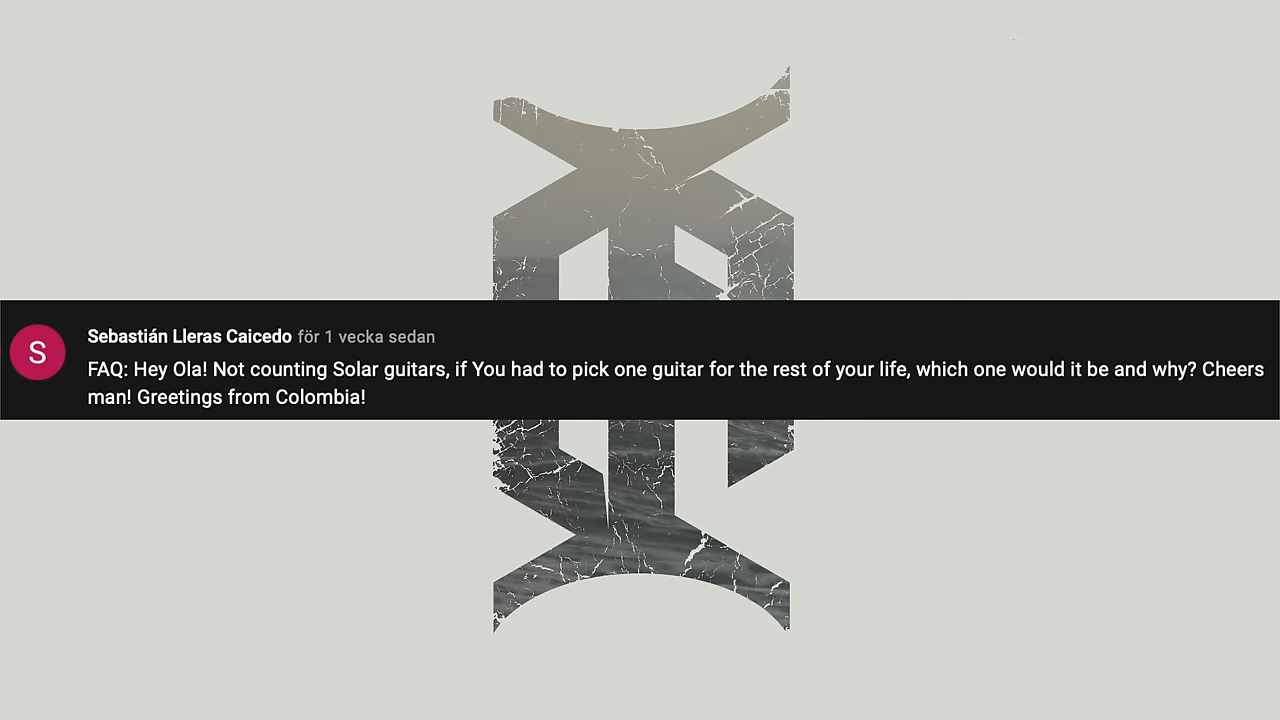 S
Sebastián Lleras Caicedo för 1 vecka sedan
FAQ: Hey Ola! Not counting Solar guitars, if You had to pick one guitar for the rest of your life, which one would it be and why? Cheers
man! Greetings from Colombia!